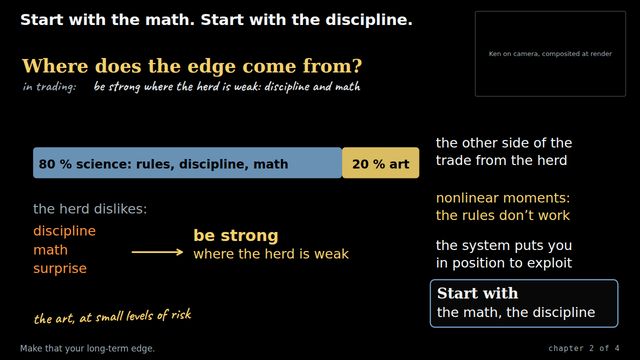 Start with the math. Start with the discipline.
Ken on camera, composited at render
Where does the edge come from?
in trading: be strong where the herd is weak: discipline and math
80 % science: rules, discipline, math
20 % art
the herd dislikes:
discipline
math
surprise
be strong
where the herd is weak
the art, at small levels of risk
the other side of the
trade from the herd
nonlinear moments:
the rules don’t work
the system puts you
in position to exploit
Start with
the math, the discipline
Make that your long-term edge.
chapter 2 of 4